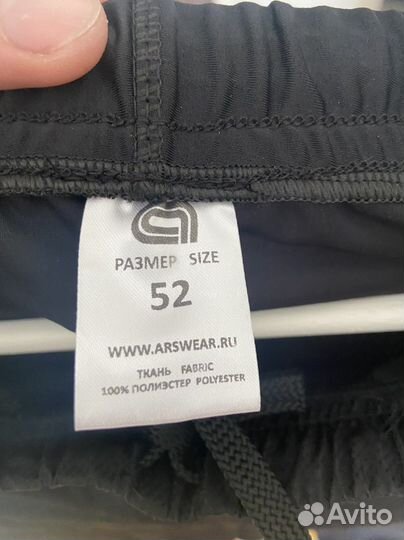 РАЗМЕР SIZE
52
WWW.ARSWEAR.RU
ТКАНЬ FABRIC
100% ПОЛИЭСТЕР POLYESTER
Avito